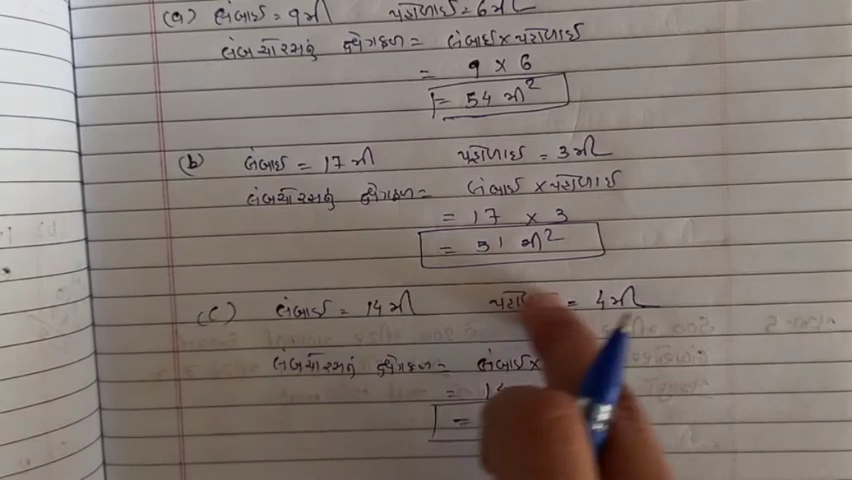 (a) લંબાઈ = 9 મી પહોળાઈ = 6 મી
લંબચોરસનું ક્ષેત્રફળ = લંબાઈ × પહોળાઈ
= 9 × 6
= 54 મી²
(b) લંબાઈ = 17 મી પહોળાઈ = 3 મી
લંબચોરસનું ક્ષેત્રફળ = લંબાઈ × પહોળાઈ
= 17 × 3
= 51 મી²
(c) લંબાઈ = 14 મી = 4 મી
લંબચોરસનું ક્ષેત્રફળ = લંબાઈ ×
=
=